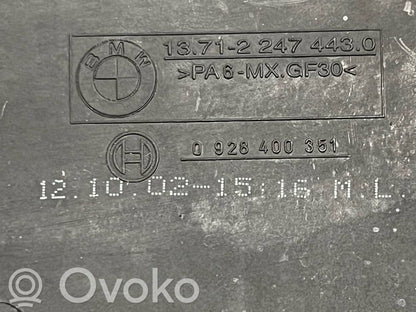 BMW
13.71-2 247 443.0
>PA6-MX.GF30<
0 928 400 351
12.10.02-15:16 M.L
© Ovoko